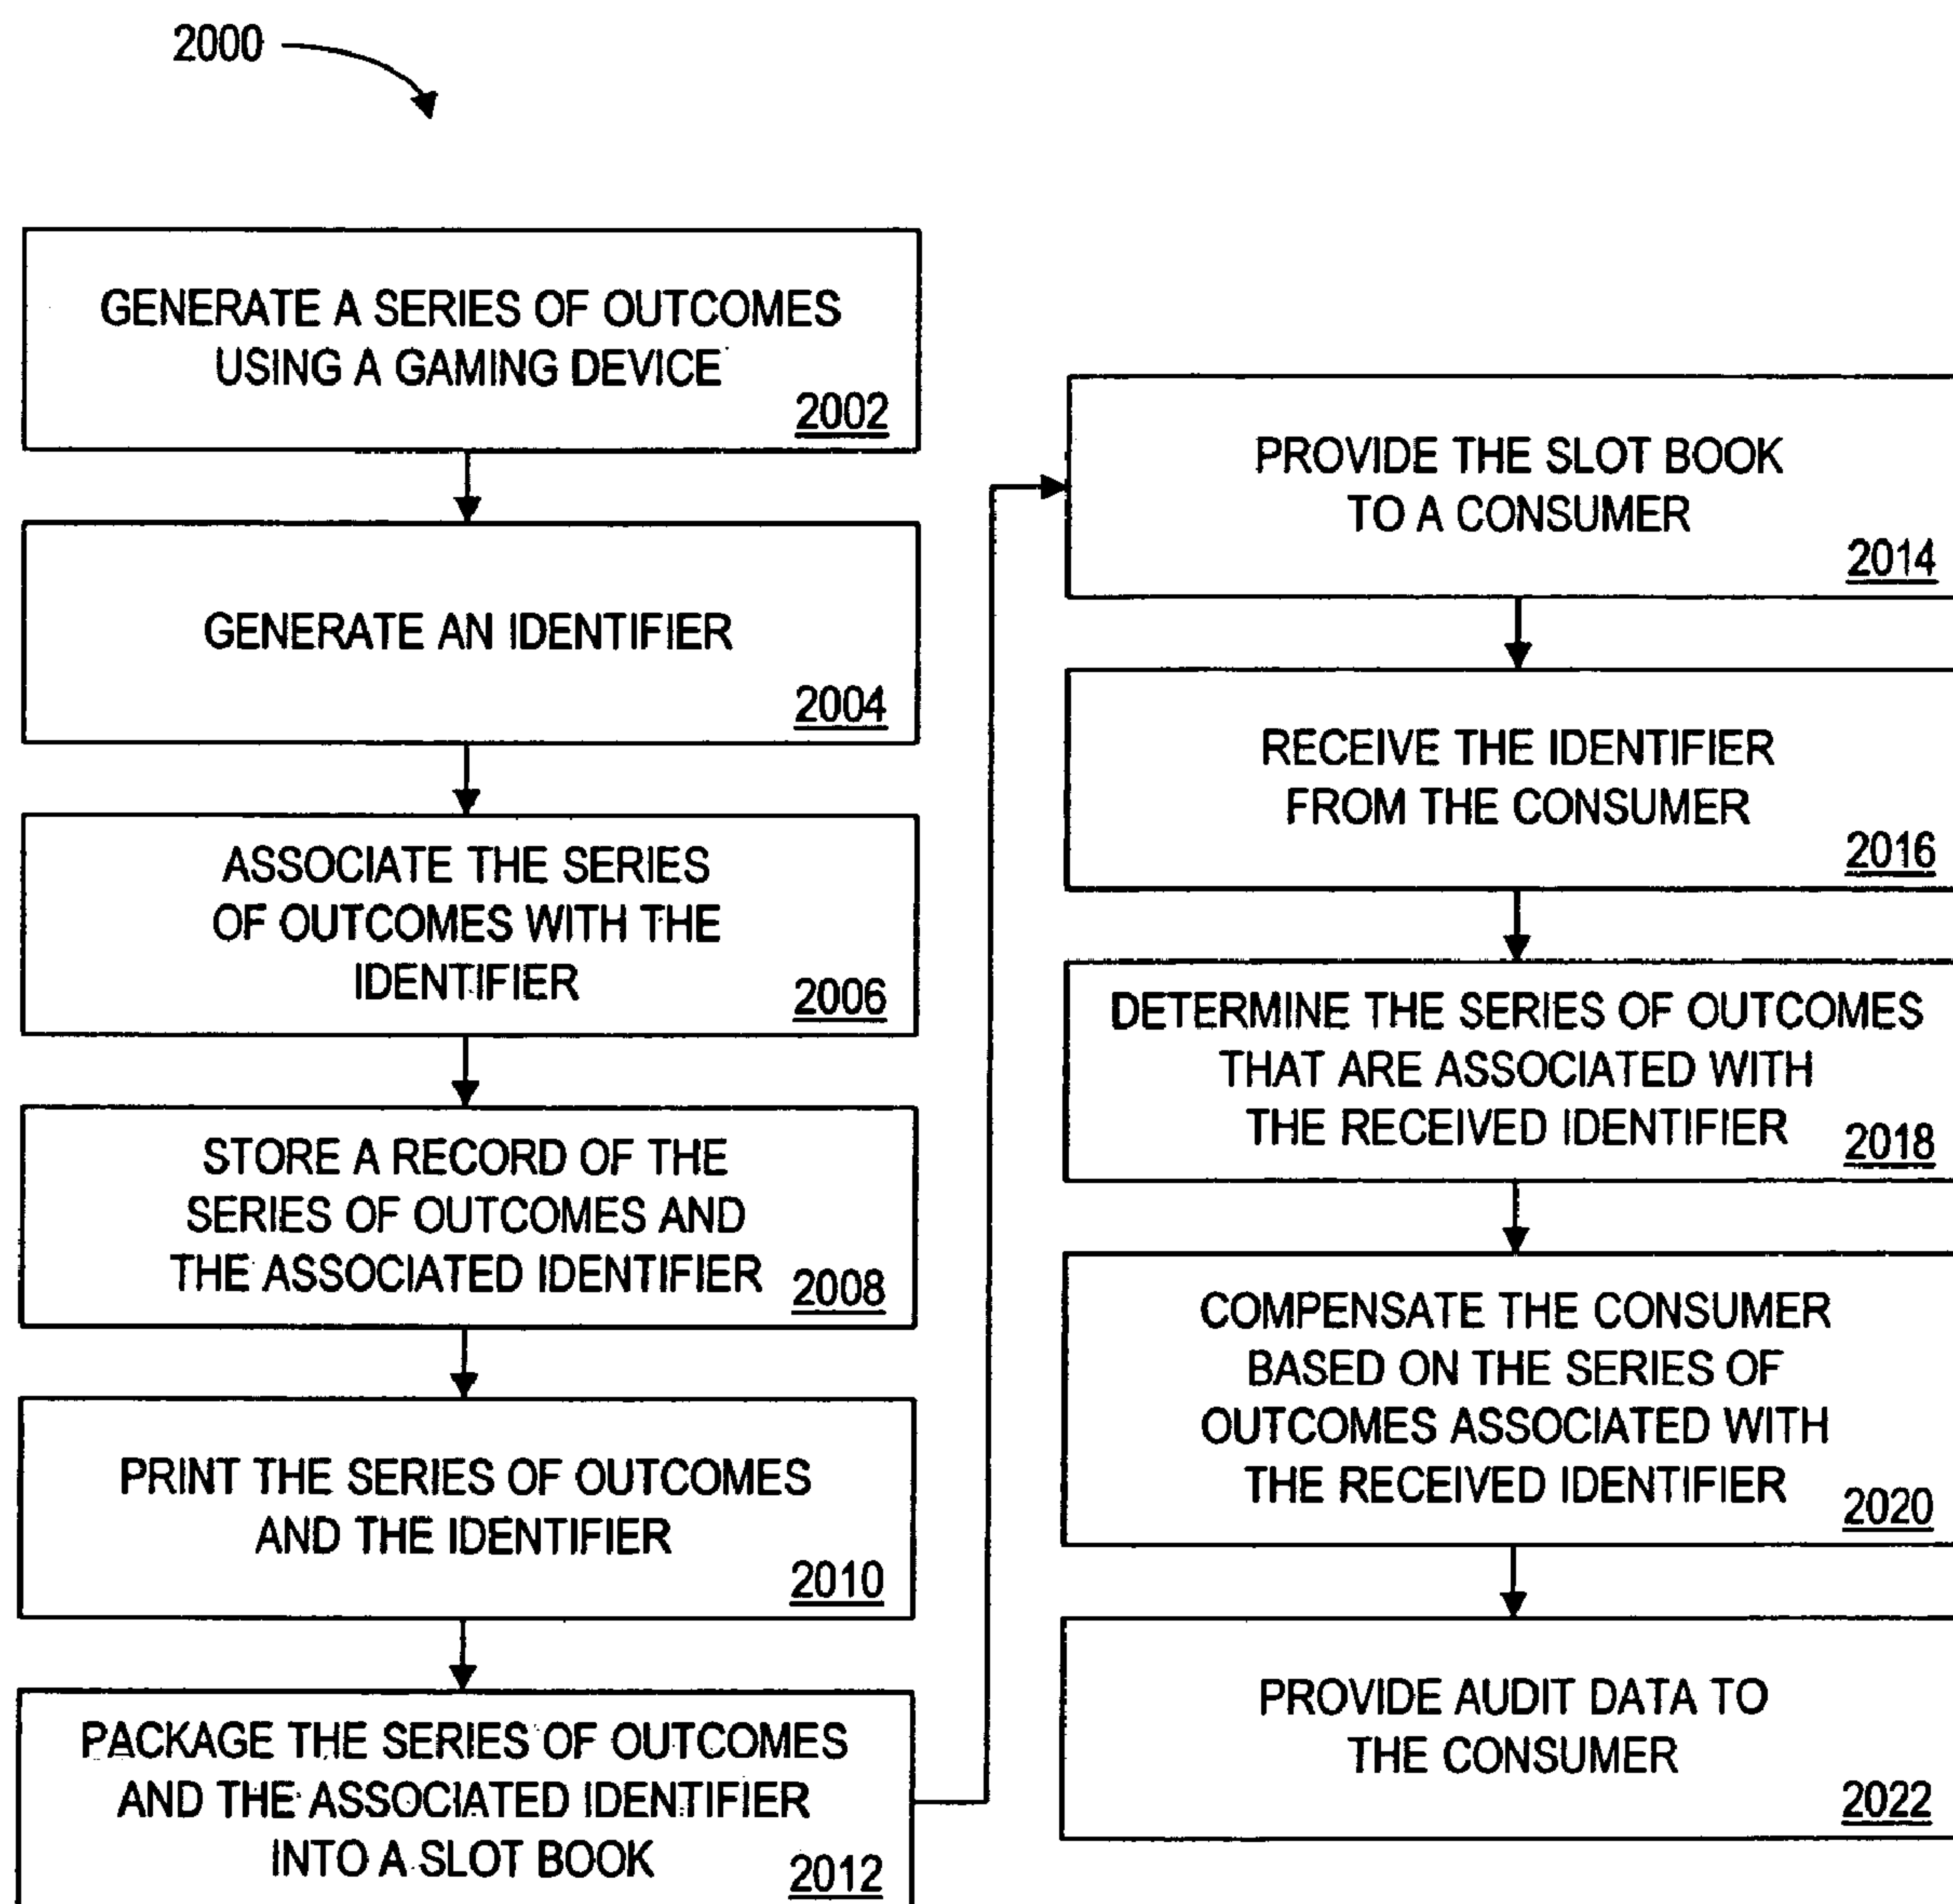 2000
GENERATE A SERIES OF OUTCOMES
USING A GAMING DEVICE
2002
GENERATE AN IDENTIFIER
2004
ASSOCIATE THE SERIES
OF OUTCOMES WITH THE
IDENTIFIER
2006
STORE A RECORD OF THE
SERIES OF OUTCOMES AND
THE ASSOCIATED IDENTIFIER
2008
PRINT THE SERIES OF OUTCOMES
AND THE IDENTIFIER
2010
PACKAGE THE SERIES OF OUTCOMES
AND THE ASSOCIATED IDENTIFIER
INTO A SLOT BOOK
2012
PROVIDE THE SLOT BOOK
TO A CONSUMER
2014
RECEIVE THE IDENTIFIER
FROM THE CONSUMER
2016
DETERMINE THE SERIES OF OUTCOMES
THAT ARE ASSOCIATED WITH
THE RECEIVED IDENTIFIER
2018
COMPENSATE THE CONSUMER
BASED ON THE SERIES OF
OUTCOMES ASSOCIATED WITH
THE RECEIVED IDENTIFIER
2020
PROVIDE AUDIT DATA TO
THE CONSUMER
2022